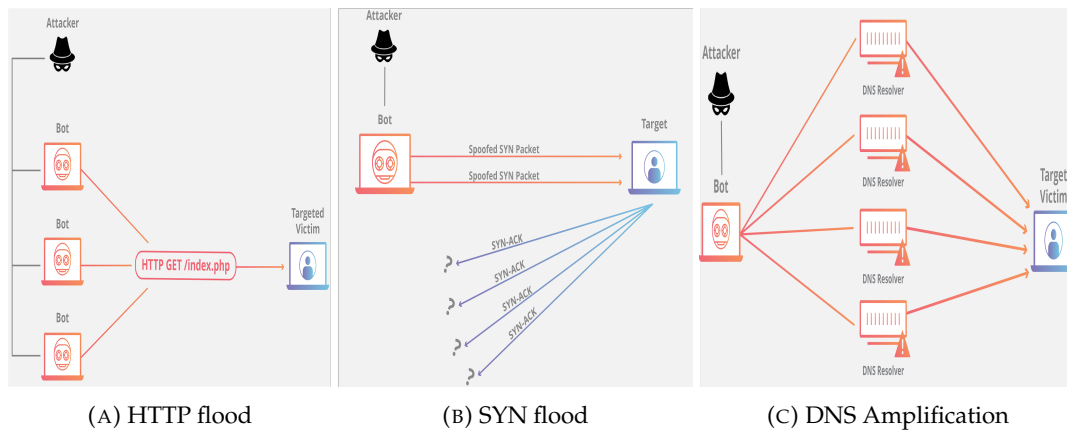 Attacker
Bot
Bot
Bot
HTTP GET /index.php
Targeted
Victim
(A) HTTP flood
Attacker
Bot
Spoofed SYN Packet
Spoofed SYN Packet
Target
SYN-ACK
?
SYN-ACK
?
SYN-ACK
?
SYN-ACK
?
(B) SYN flood
Attacker
Bot
DNS Resolver
DNS Resolver
DNS Resolver
DNS Resolver
Target
Victim
(C) DNS Amplification